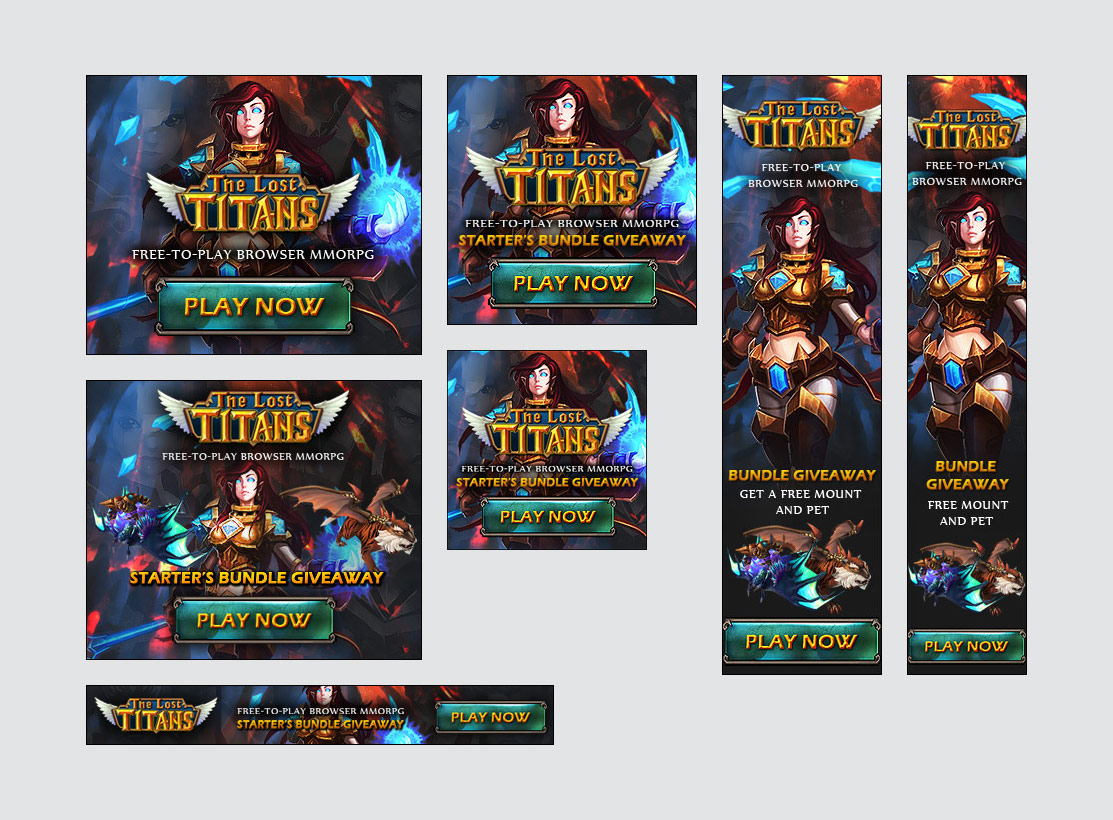 The Lost
TITANS
FREE-TO-PLAY BROWSER MMORPG
PLAY NOW
The Lost
TITANS
FREE-TO-PLAY BROWSER MMORPG
STARTER'S BUNDLE GIVEAWAY
PLAY NOW
The Lost
TITANS
FREE-TO-PLAY
BROWSER MMORPG
BUNDLE GIVEAWAY
GET A FREE MOUNT
AND PET
PLAY NOW
The Lost
TITANS
FREE-TO-PLAY
BROWSER MMORPG
BUNDLE
GIVEAWAY
FREE MOUNT
AND PET
PLAY NOW
The Lost
TITANS
FREE-TO-PLAY BROWSER MMORPG
STARTER'S BUNDLE GIVEAWAY
PLAY NOW
The Lost
TITANS
FREE-TO-PLAY BROWSER MMORPG
STARTER'S BUNDLE GIVEAWAY
PLAY NOW
The Lost
TITANS
FREE-TO-PLAY BROWSER MMORPG
STARTER'S BUNDLE GIVEAWAY
PLAY NOW